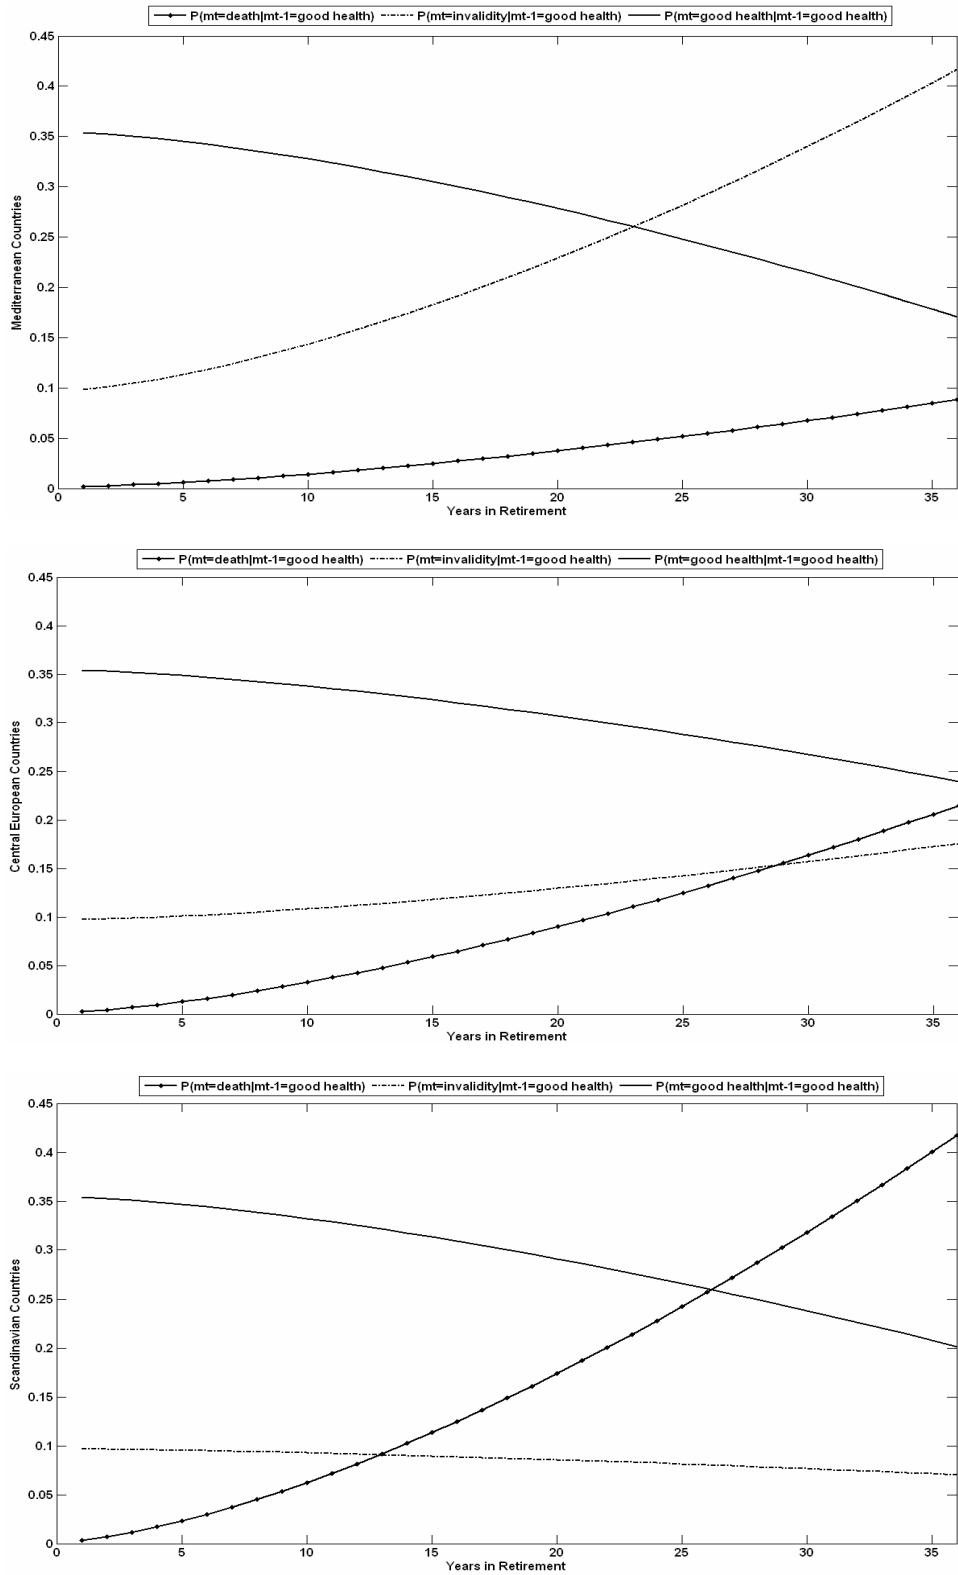 P(mt=death|mt-1=good health) P(mt=invalidity|mt-1=good health) P(mt=good health|mt-1=good health)
0.45
0.4
0.35
0.3
0.25
0.2
0.15
0.1
0.05
0
Mediterranean Countries
0 5 10 15 20 25 30 35
Years in Retirement
P(mt=death|mt-1=good health) P(mt=invalidity|mt-1=good health) P(mt=good health|mt-1=good health)
0.45
0.4
0.35
0.3
0.25
0.2
0.15
0.1
0.05
0
Central European Countries
0 5 10 15 20 25 30 35
Years in Retirement
P(mt=death|mt-1=good health) P(mt=invalidity|mt-1=good health) P(mt=good health|mt-1=good health)
0.45
0.4
0.35
0.3
0.25
0.2
0.15
0.1
0.05
0
Scandinavian Countries
0 5 10 15 20 25 30 35
Years in Retirement